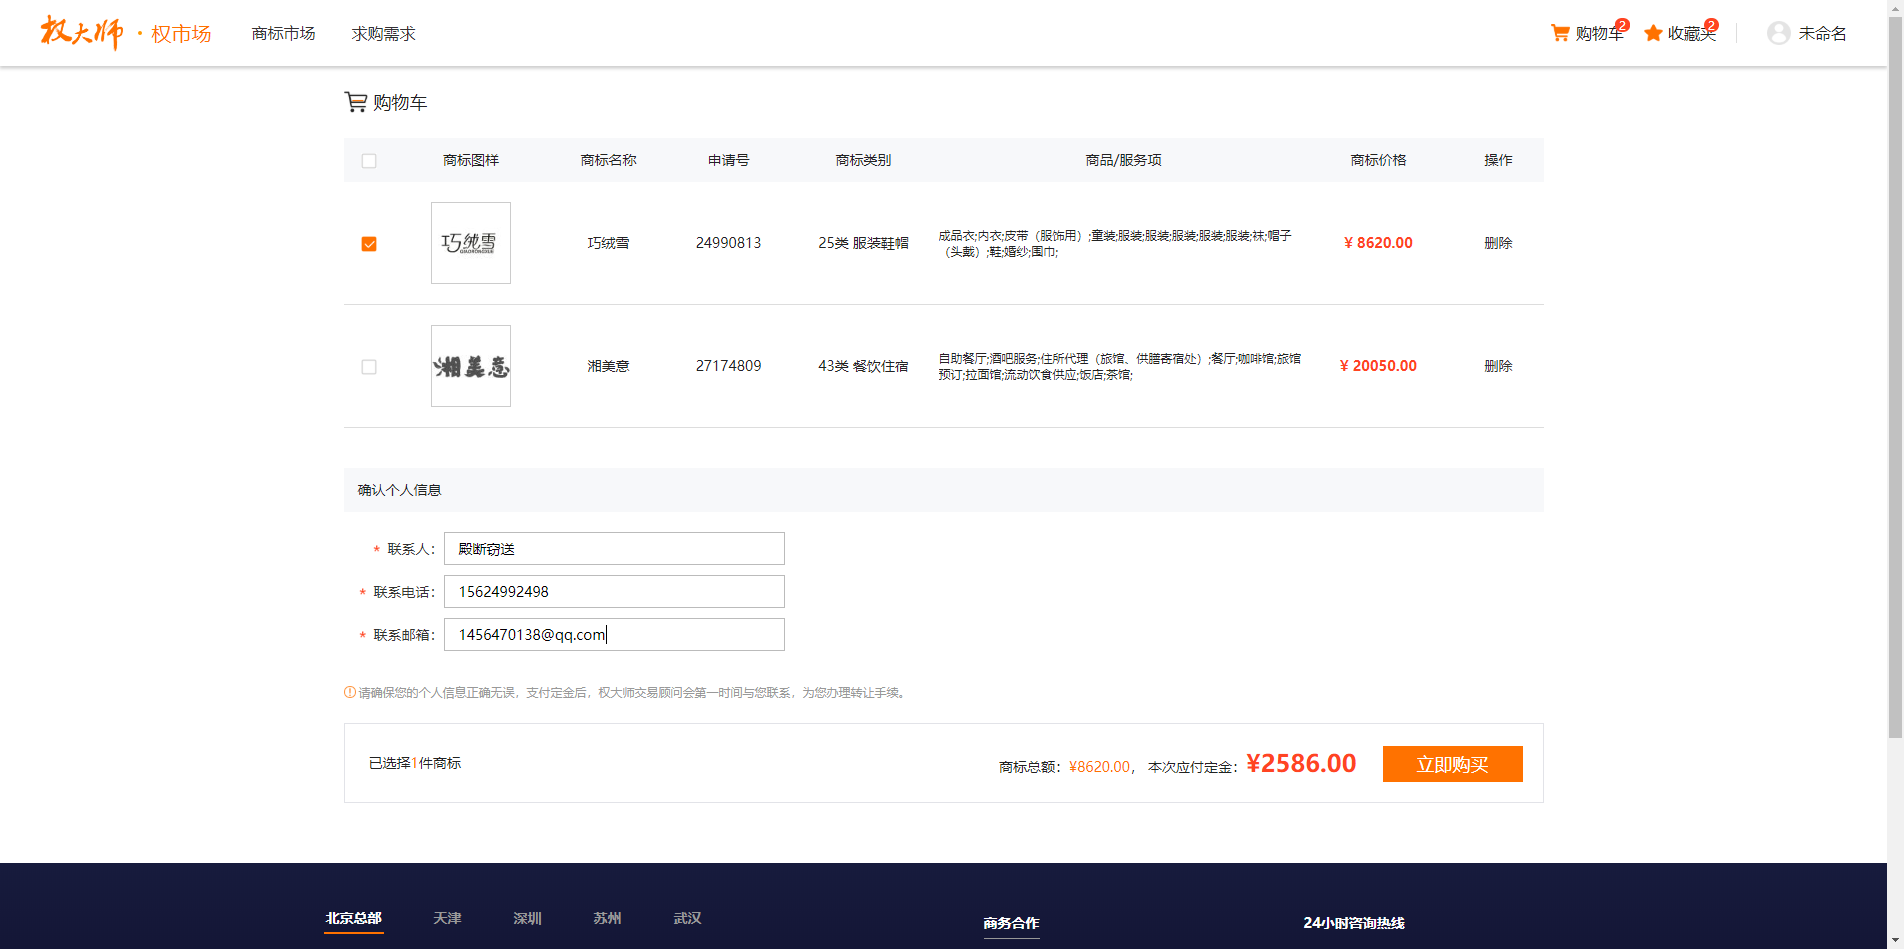 权大师 · 权市场 商标市场 求购需求 购物车 2 收藏夹 2 未命名
购物车
商标图样 商标名称 申请号 商标类别 商品/服务项 商标价格 操作
巧绒雪 QIAORONGXUE 巧绒雪 24990813 25类 服装鞋帽 成品衣;内衣;皮带（服饰用）;童装;服装;服装;服装;服装;服装;袜;帽子
（头戴）;鞋;婚纱;围巾; ¥ 8620.00 删除
湘美意 湘美意 27174809 43类 餐饮住宿 自助餐厅;酒吧服务;住所代理（旅馆、供膳寄宿处）;餐厅;咖啡馆;旅馆
预订;拉面馆;流动饮食供应;饭店;茶馆; ¥ 20050.00 删除
确认个人信息
* 联系人： 殿断窃送
* 联系电话： 15624992498
* 联系邮箱： 1456470138@qq.com
请确保您的个人信息正确无误，支付定金后，权大师交易顾问会第一时间与您联系，为您办理转让手续。
已选择1件商标 商标总额：¥8620.00， 本次应付定金：¥2586.00 立即购买
北京总部 天津 深圳 苏州 武汉 商务合作 24小时咨询热线